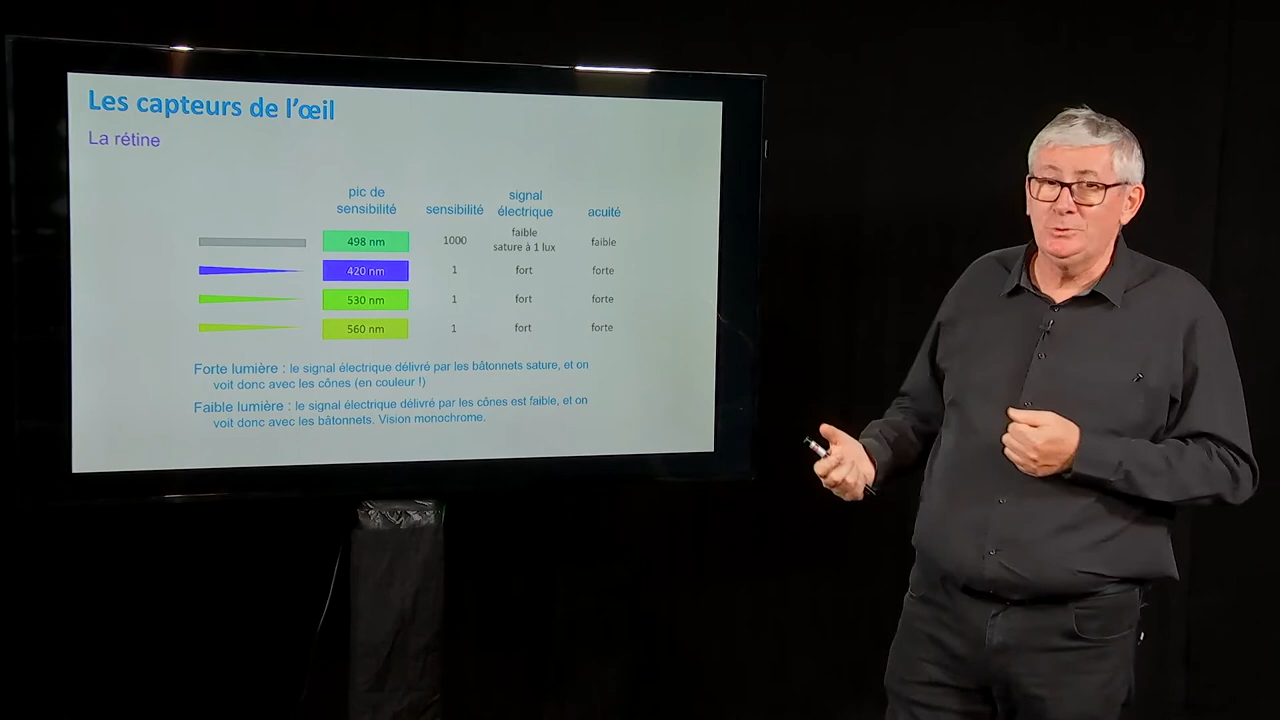 Les capteurs de l'œil
La rétine
pic de sensibilité sensibilité signal électrique acuité
498 nm 1000 faible sature à 1 lux faible
420 nm 1 fort forte
530 nm 1 fort forte
560 nm 1 fort forte
Forte lumière : le signal électrique délivré par les bâtonnets sature, et on
voit donc avec les cônes (en couleur !)
Faible lumière : le signal électrique délivré par les cônes est faible, et on
voit donc avec les bâtonnets. Vision monochrome.